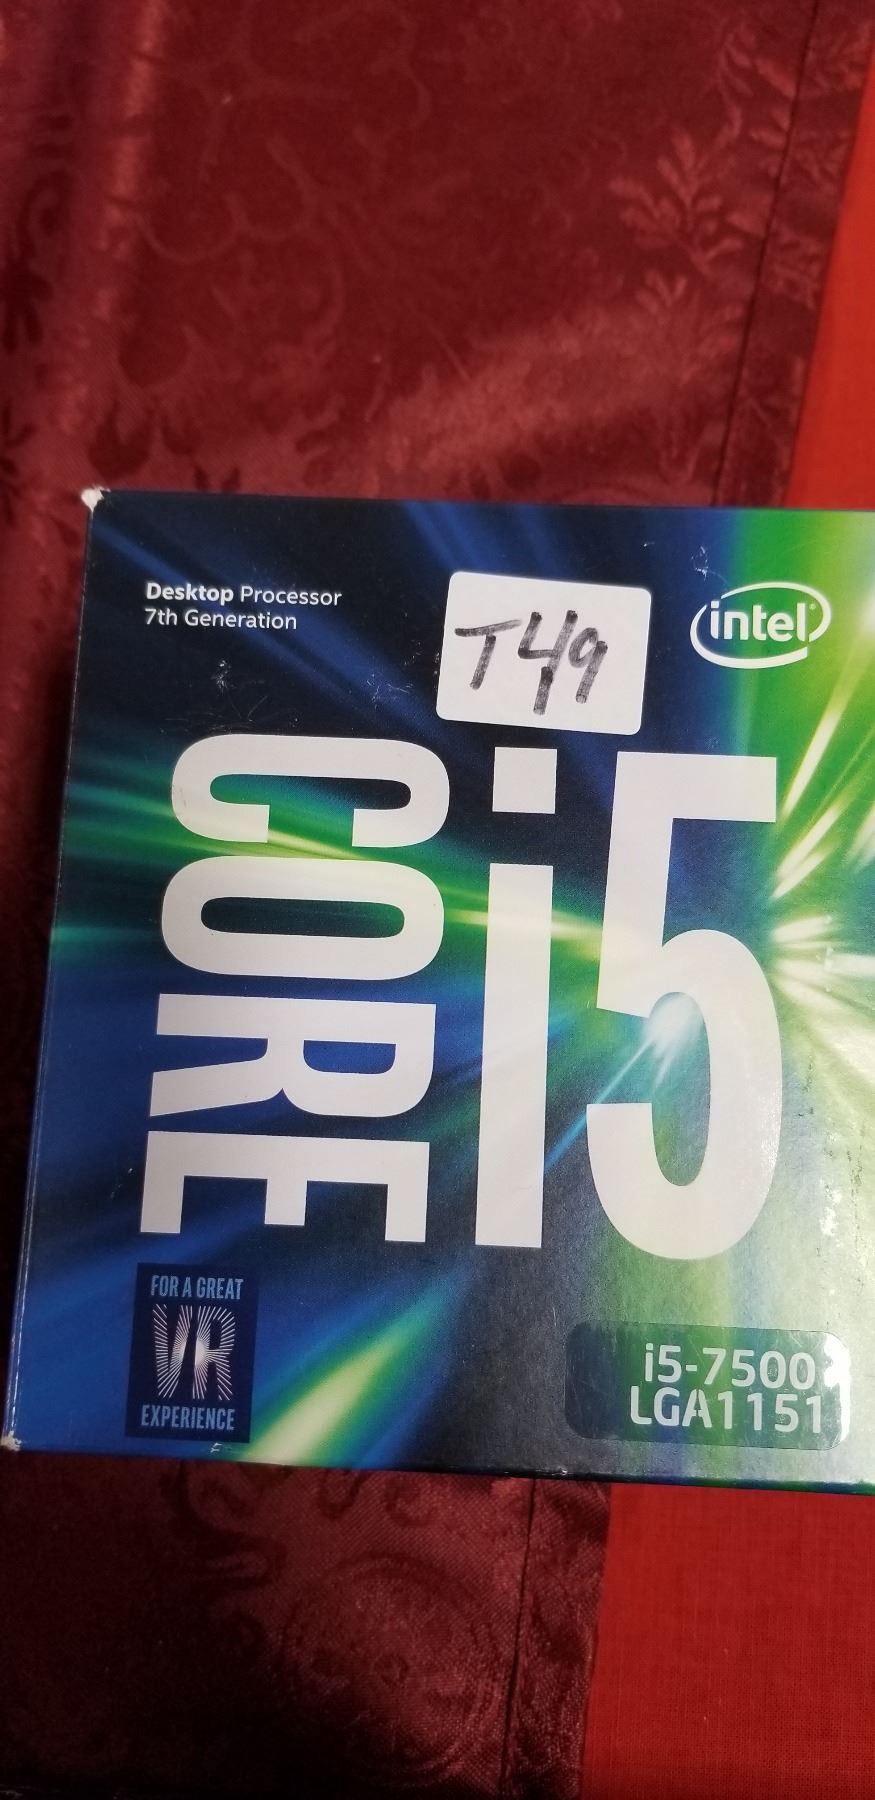 Desktop Processor
7th Generation
T49
intel
CORE
i5
FOR A GREAT
VR
EXPERIENCE
i5-7500
LGA1151